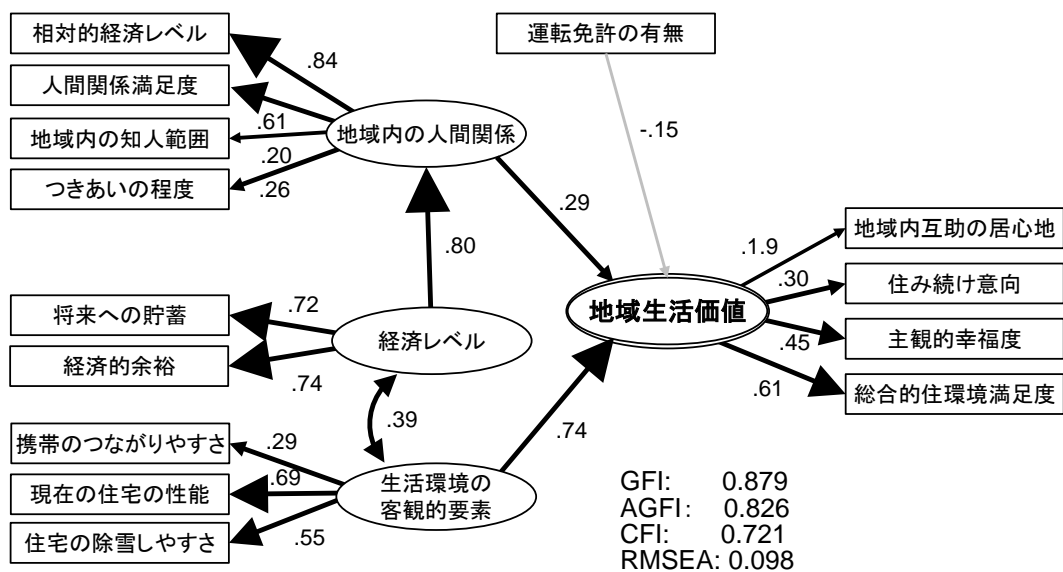 相対的経済レベル
人間関係満足度
地域内の知人範囲
つきあいの程度
.84
.61
.20
.26
地域内の人間関係
運転免許の有無
-.15
.29
.80
将来への貯蓄
経済的余裕
.72
.74
経済レベル
.39
携帯のつながりやすさ
現在の住宅の性能
住宅の除雪しやすさ
.29
.69
.55
生活環境の
客観的要素
.74
地域生活価値
.1.9
.30
.45
.61
地域内互助の居心地
住み続け意向
主観的幸福度
総合的住環境満足度
GFI: 0.879
AGFI: 0.826
CFI: 0.721
RMSEA: 0.098